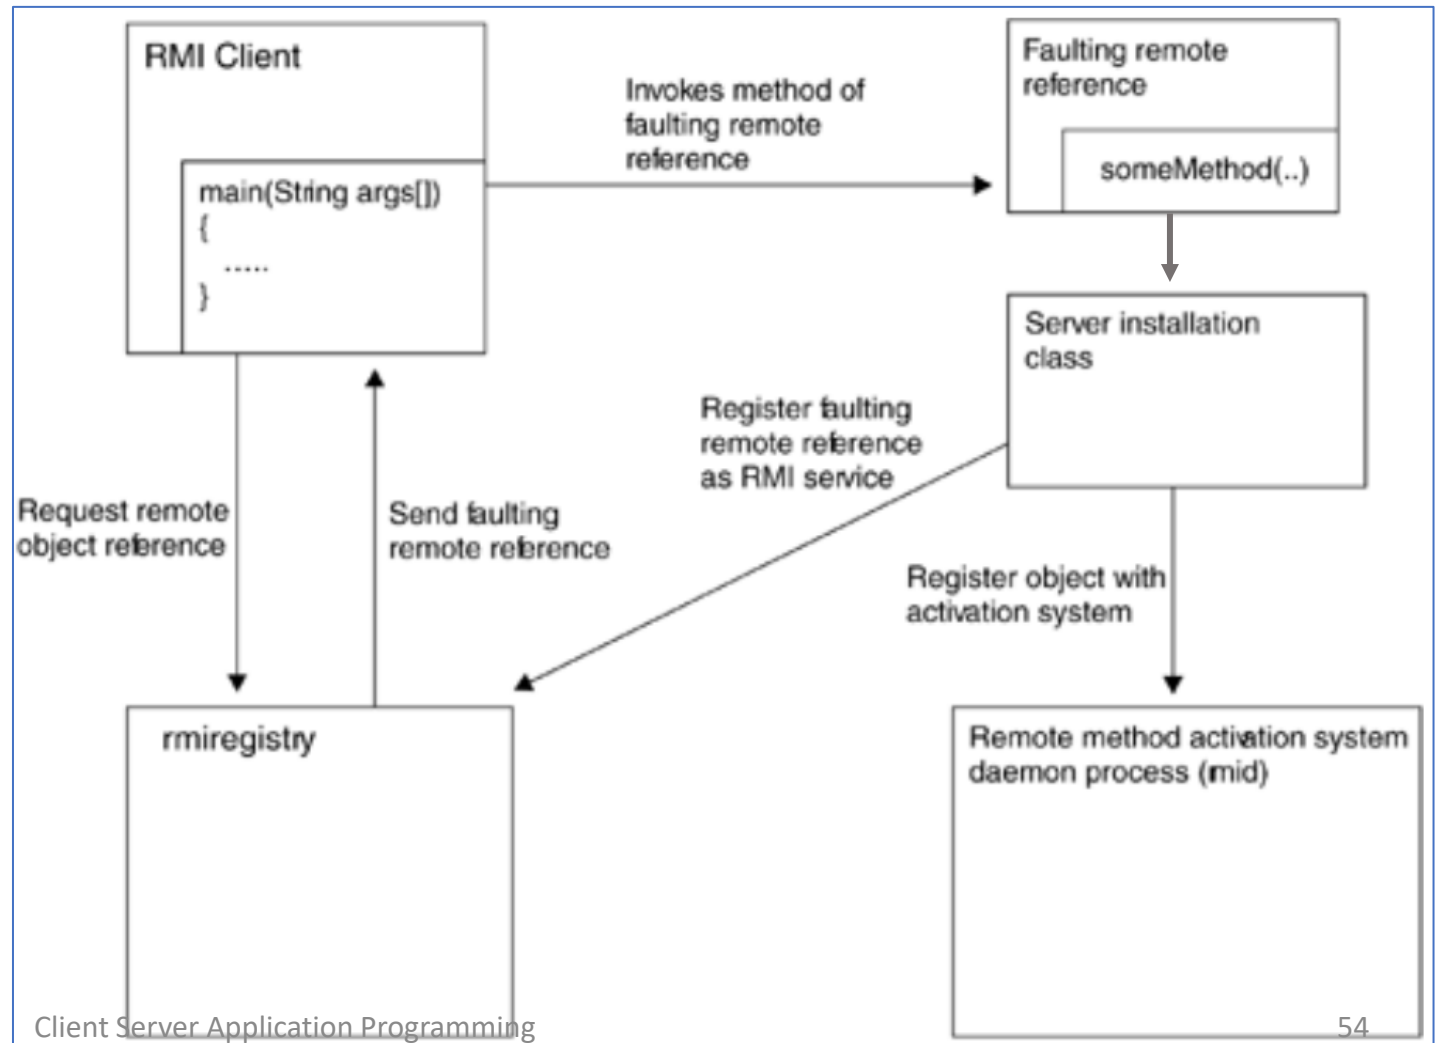 RMI Client
main(String args[])
{
.....
}
Invokes method of
faulting remote
reference
Faulting remote
reference
someMethod(..)
Server installation
class
Register faulting
remote reference
as RMI service
Request remote
object reference
Send faulting
remote reference
Register object with
activation system
rmiregistry
Remote method activation system
daemon process (rmid)
Client Server Application Programming
54